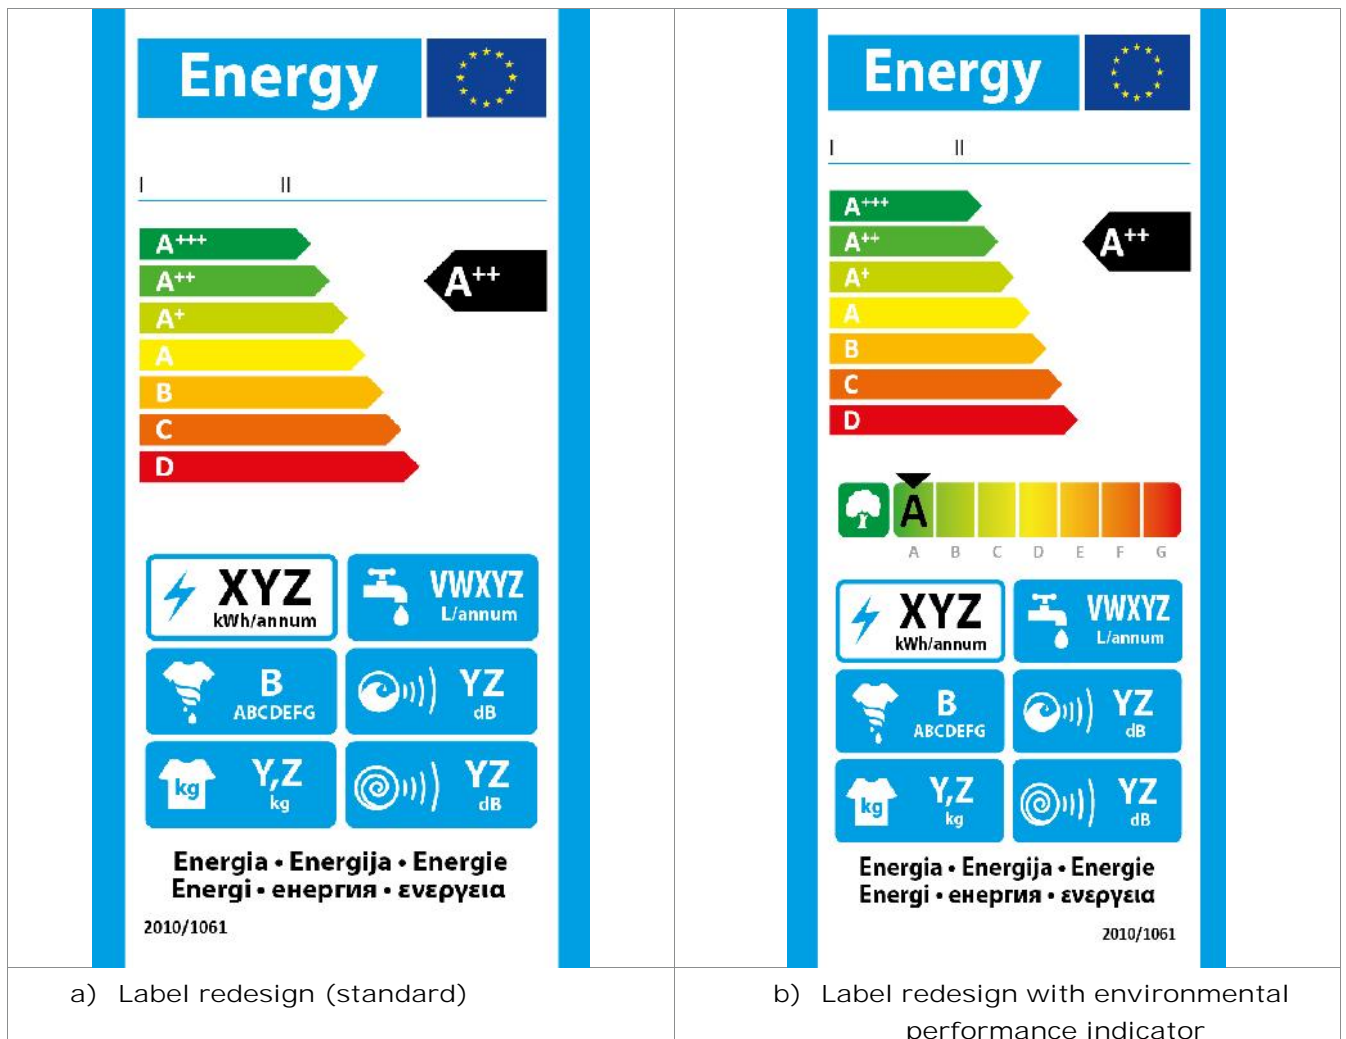 Energy
I II
A+++
A++
A++
A+
A
B
C
D
XYZ
kWh/annum
VWXYZ
L/annum
B
ABCDEFG
YZ
dB
kg
Y,Z
kg
YZ
dB
Energia • Energija • Energie
Energi • енергия • ενεργεια
2010/1061
a) Label redesign (standard)
Energy
I II
A+++
A++
A++
A+
A
B
C
D
A
A B C D E F G
XYZ
kWh/annum
VWXYZ
L/annum
B
ABCDEFG
YZ
dB
kg
Y,Z
kg
YZ
dB
Energia • Energija • Energie
Energi • енергия • ενεργεια
2010/1061
b) Label redesign with environmental
performance indicator